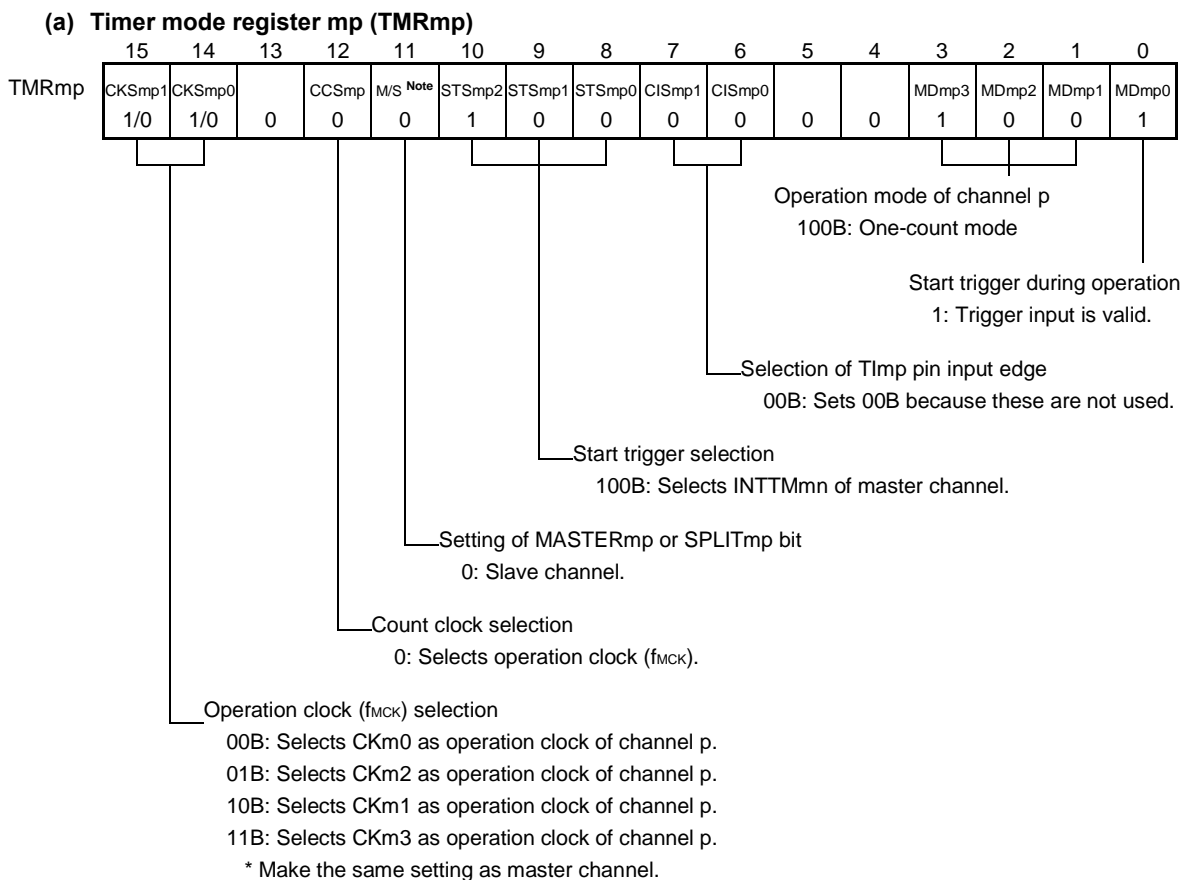 (a) Timer mode register mp (TMRmp)
15 14 13 12 11 10 9 8 7 6 5 4 3 2 1 0
TMRmp CKSmp1 CKSmp0 CCSmp M/S Note STSmp2 STSmp1 STSmp0 CISmp1 CISmp0 MDmp3 MDmp2 MDmp1 MDmp0
1/0 1/0 0 0 0 1 0 0 0 0 0 0 1 0 0 1
Operation mode of channel p
100B: One-count mode
Start trigger during operation
1: Trigger input is valid.
Selection of TImp pin input edge
00B: Sets 00B because these are not used.
Start trigger selection
100B: Selects INTTMmn of master channel.
Setting of MASTERmp or SPLITmp bit
0: Slave channel.
Count clock selection
0: Selects operation clock (fMCK).
Operation clock (fMCK) selection
00B: Selects CKm0 as operation clock of channel p.
01B: Selects CKm2 as operation clock of channel p.
10B: Selects CKm1 as operation clock of channel p.
11B: Selects CKm3 as operation clock of channel p.
* Make the same setting as master channel.